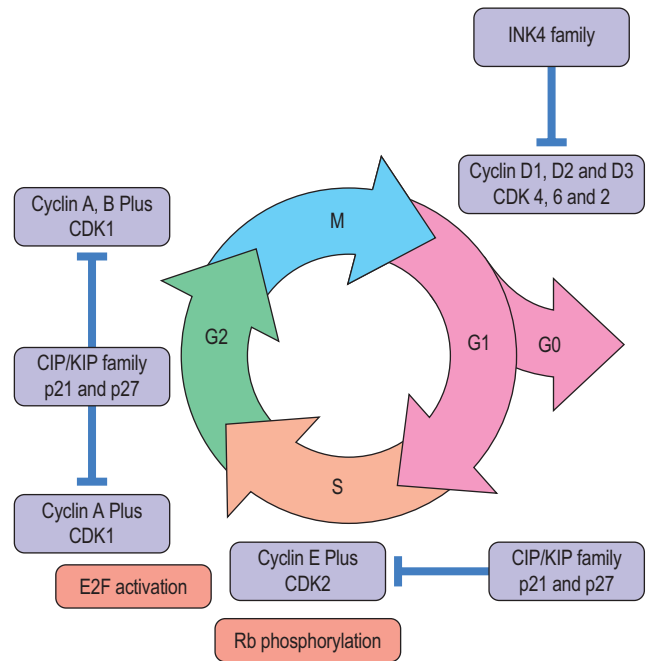 INK4 family
Cyclin D1, D2 and D3
CDK 4, 6 and 2
Cyclin A, B Plus
CDK1
M
G2
G1
G0
CIP/KIP family
p21 and p27
S
Cyclin A Plus
CDK1
Cyclin E Plus
CDK2
CIP/KIP family
p21 and p27
E2F activation
Rb phosphorylation